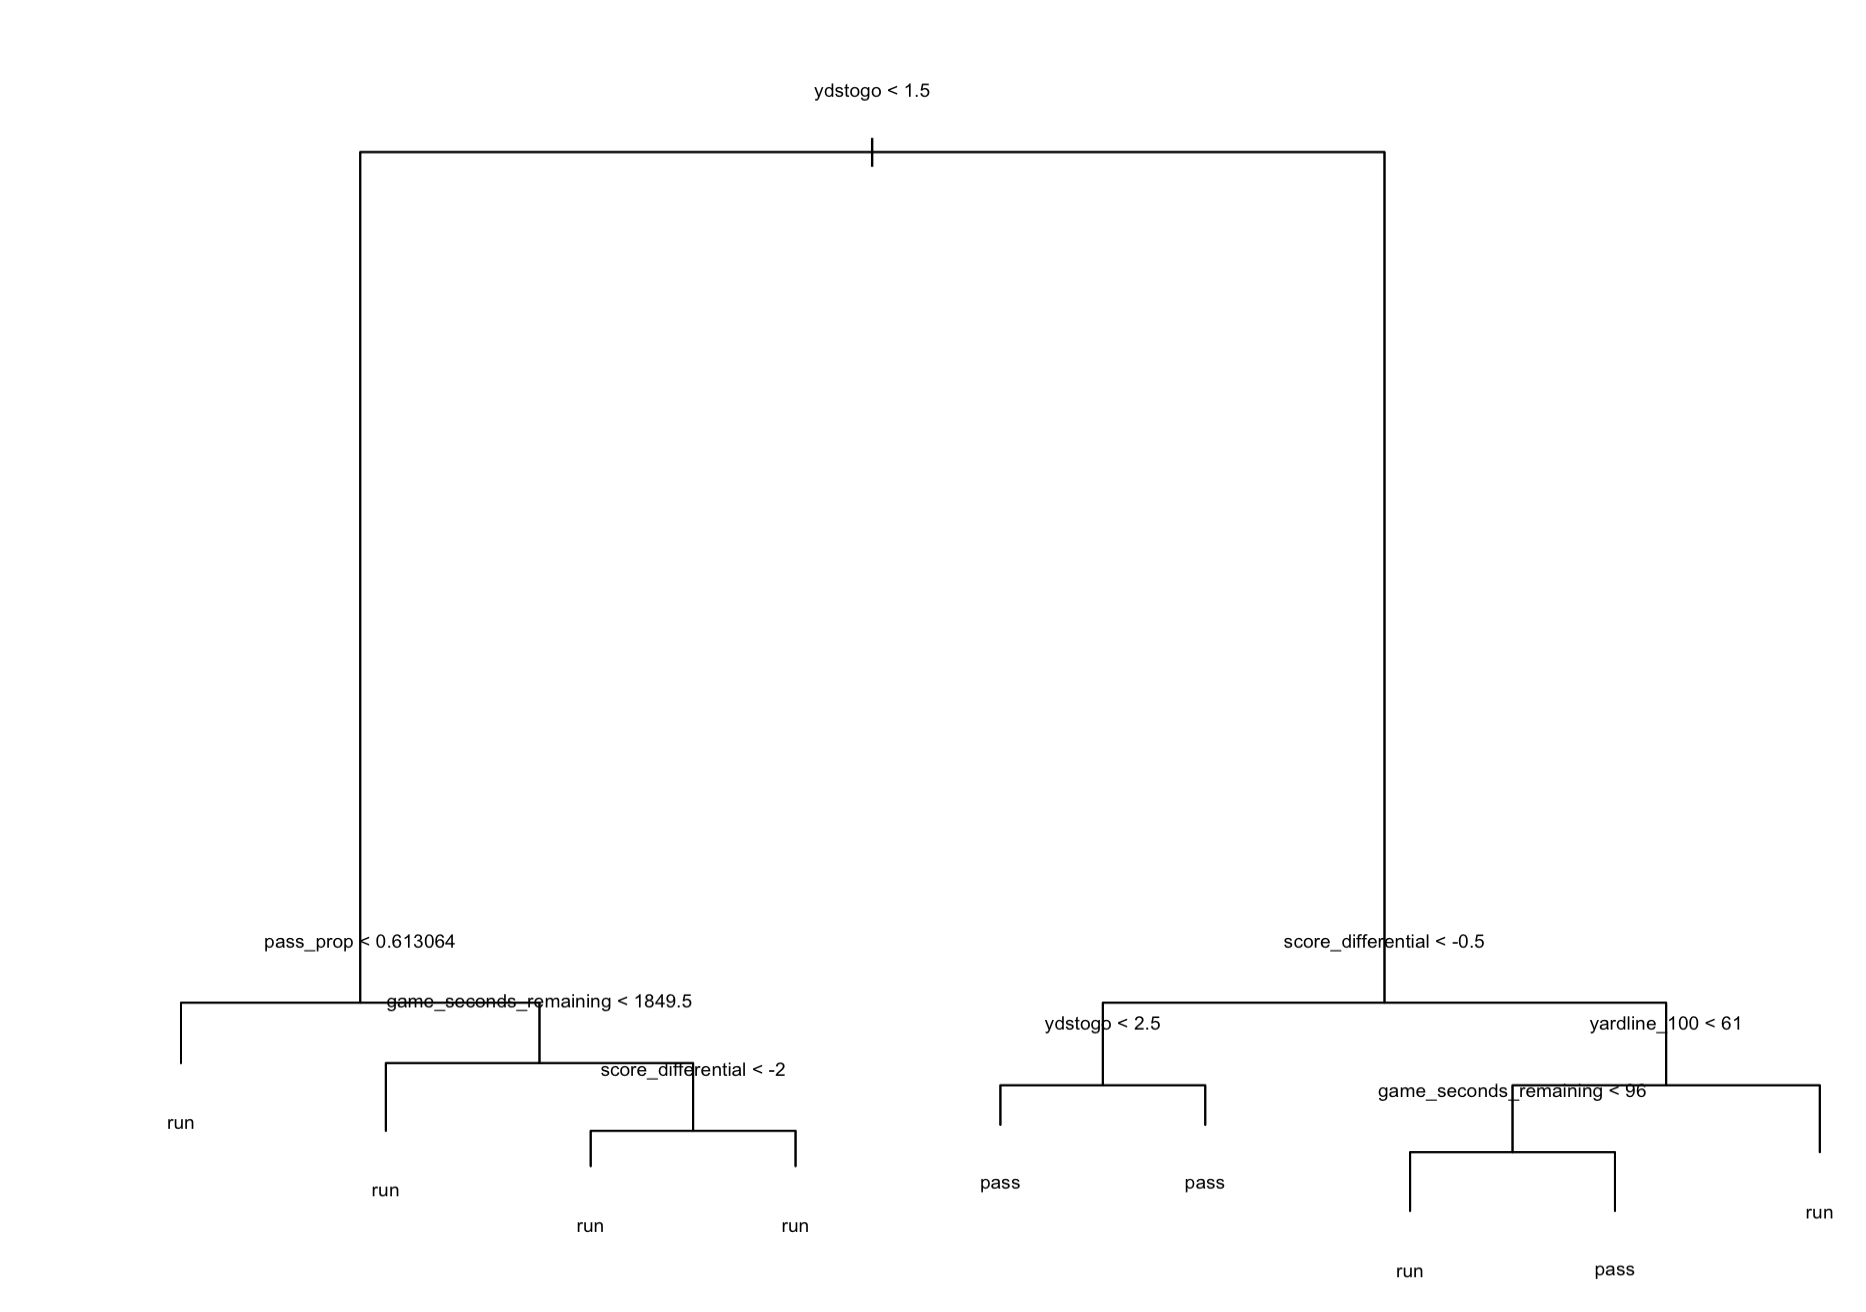 ydstogo < 1.5
pass_prop < 0.613064
score_differential < -0.5
game_seconds_remaining < 1849.5
ydstogo < 2.5
yardline_100 < 61
score_differential < -2
game_seconds_remaining < 96
run
run
run
run
pass
pass
run
pass
run